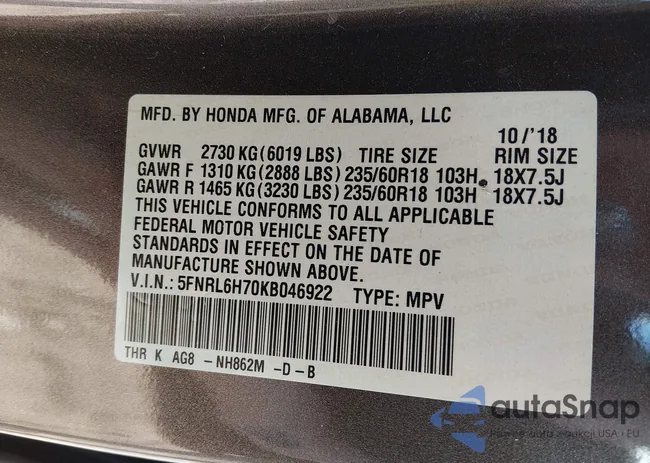 MFD. BY HONDA MFG. OF ALABAMA, LLC
10/'18
GVWR 2730 KG(6019 LBS) TIRE SIZE RIM SIZE
GAWR F 1310 KG (2888 LBS) 235/60R18 103H 18X7.5J
GAWR R 1465 KG (3230 LBS) 235/60R18 103H 18X7.5J
THIS VEHICLE CONFORMS TO ALL APPLICABLE
FEDERAL MOTOR VEHICLE SAFETY
STANDARDS IN EFFECT ON THE DATE OF
MANUFACTURE SHOWN ABOVE.
V.I.N.: 5FNRL6H70KB046922 TYPE: MPV
THR K AG8 -NH862M -D-B
autoSnap
aukcji USA i EU